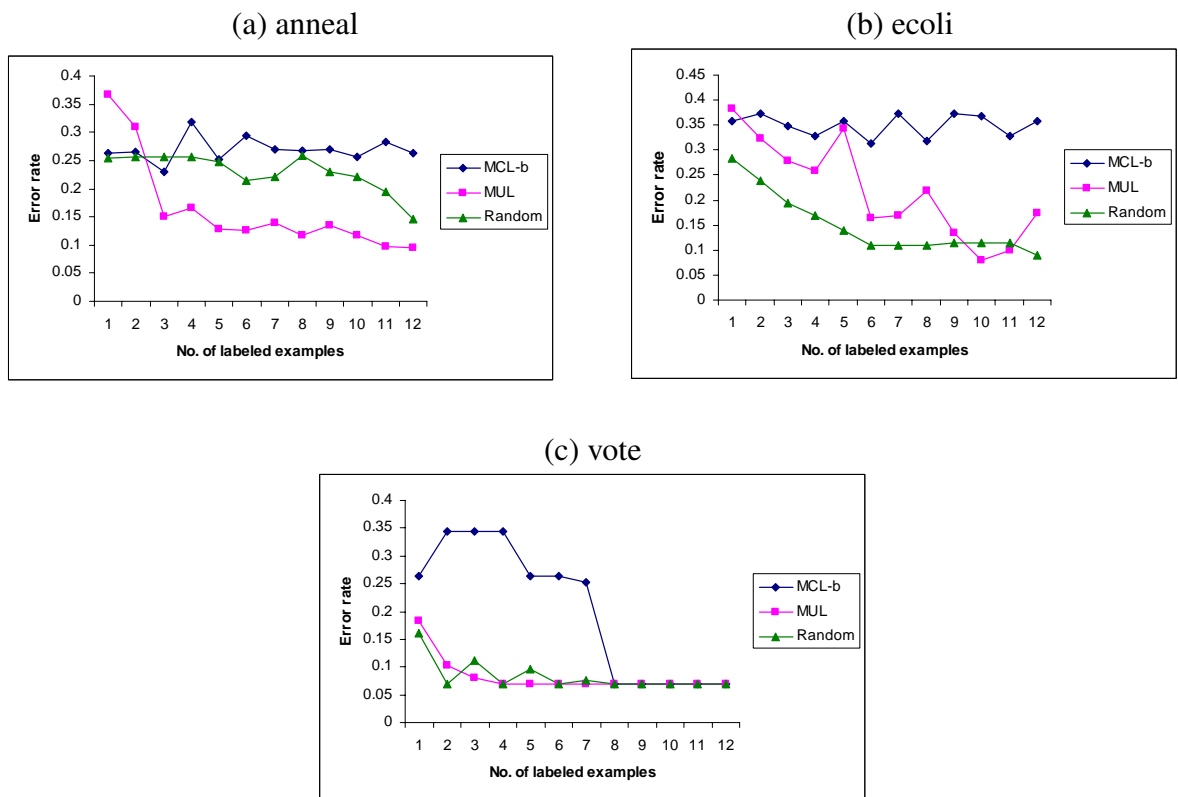 (a) anneal
0.4
0.35
0.3
0.25
0.2
0.15
0.1
0.05
0
Error rate
1 2 3 4 5 6 7 8 9 10 11 12
No. of labeled examples
MCL-b
MUL
Random
(b) ecoli
0.45
0.4
0.35
0.3
0.25
0.2
0.15
0.1
0.05
0
Error rate
1 2 3 4 5 6 7 8 9 10 11 12
No. of labeled examples
MCL-b
MUL
Random
(c) vote
0.4
0.35
0.3
0.25
0.2
0.15
0.1
0.05
0
Error rate
1 2 3 4 5 6 7 8 9 10 11 12
No. of labeled examples
MCL-b
MUL
Random